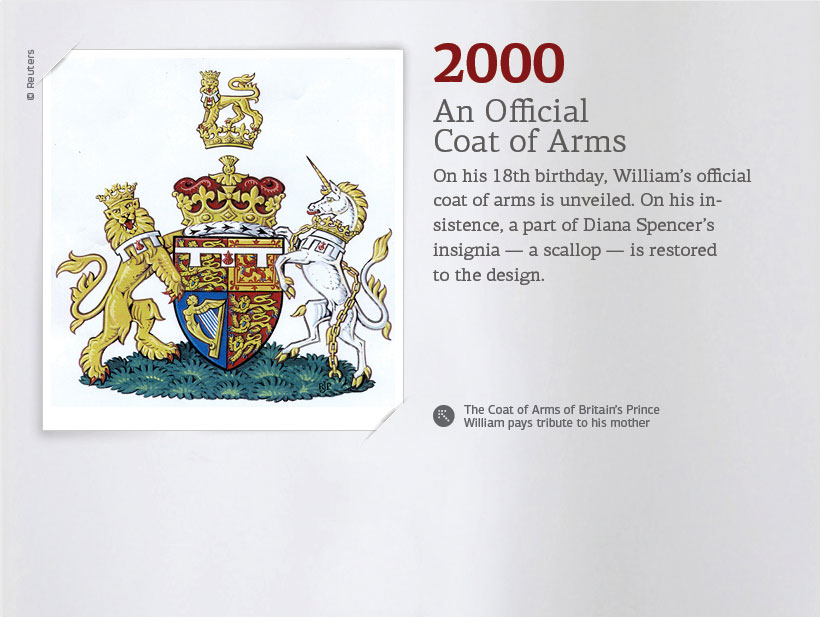 © Reuters
2000
An Official
Coat of Arms
On his 18th birthday, William’s official
coat of arms is unveiled. On his in-
sistence, a part of Diana Spencer’s
insignia — a scallop — is restored
to the design.
The Coat of Arms of Britain’s Prince
William pays tribute to his mother